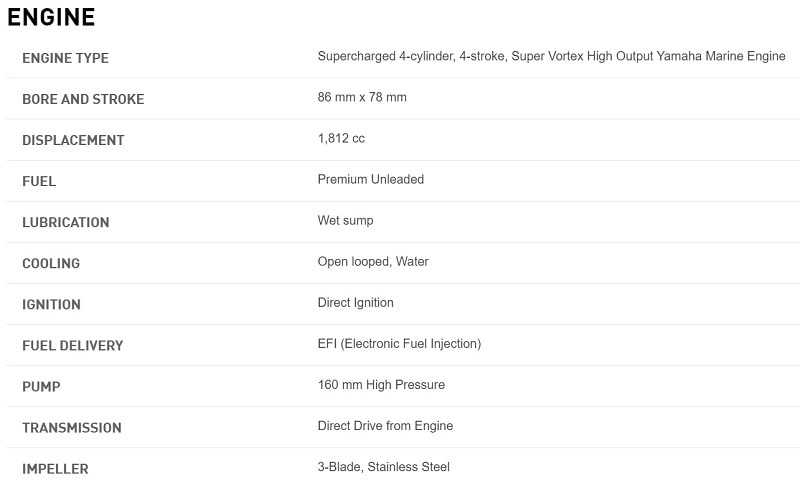 ENGINE
ENGINE TYPE Supercharged 4-cylinder, 4-stroke, Super Vortex High Output Yamaha Marine Engine
BORE AND STROKE 86 mm x 78 mm
DISPLACEMENT 1,812 cc
FUEL Premium Unleaded
LUBRICATION Wet sump
COOLING Open looped, Water
IGNITION Direct Ignition
FUEL DELIVERY EFI (Electronic Fuel Injection)
PUMP 160 mm High Pressure
TRANSMISSION Direct Drive from Engine
IMPELLER 3-Blade, Stainless Steel